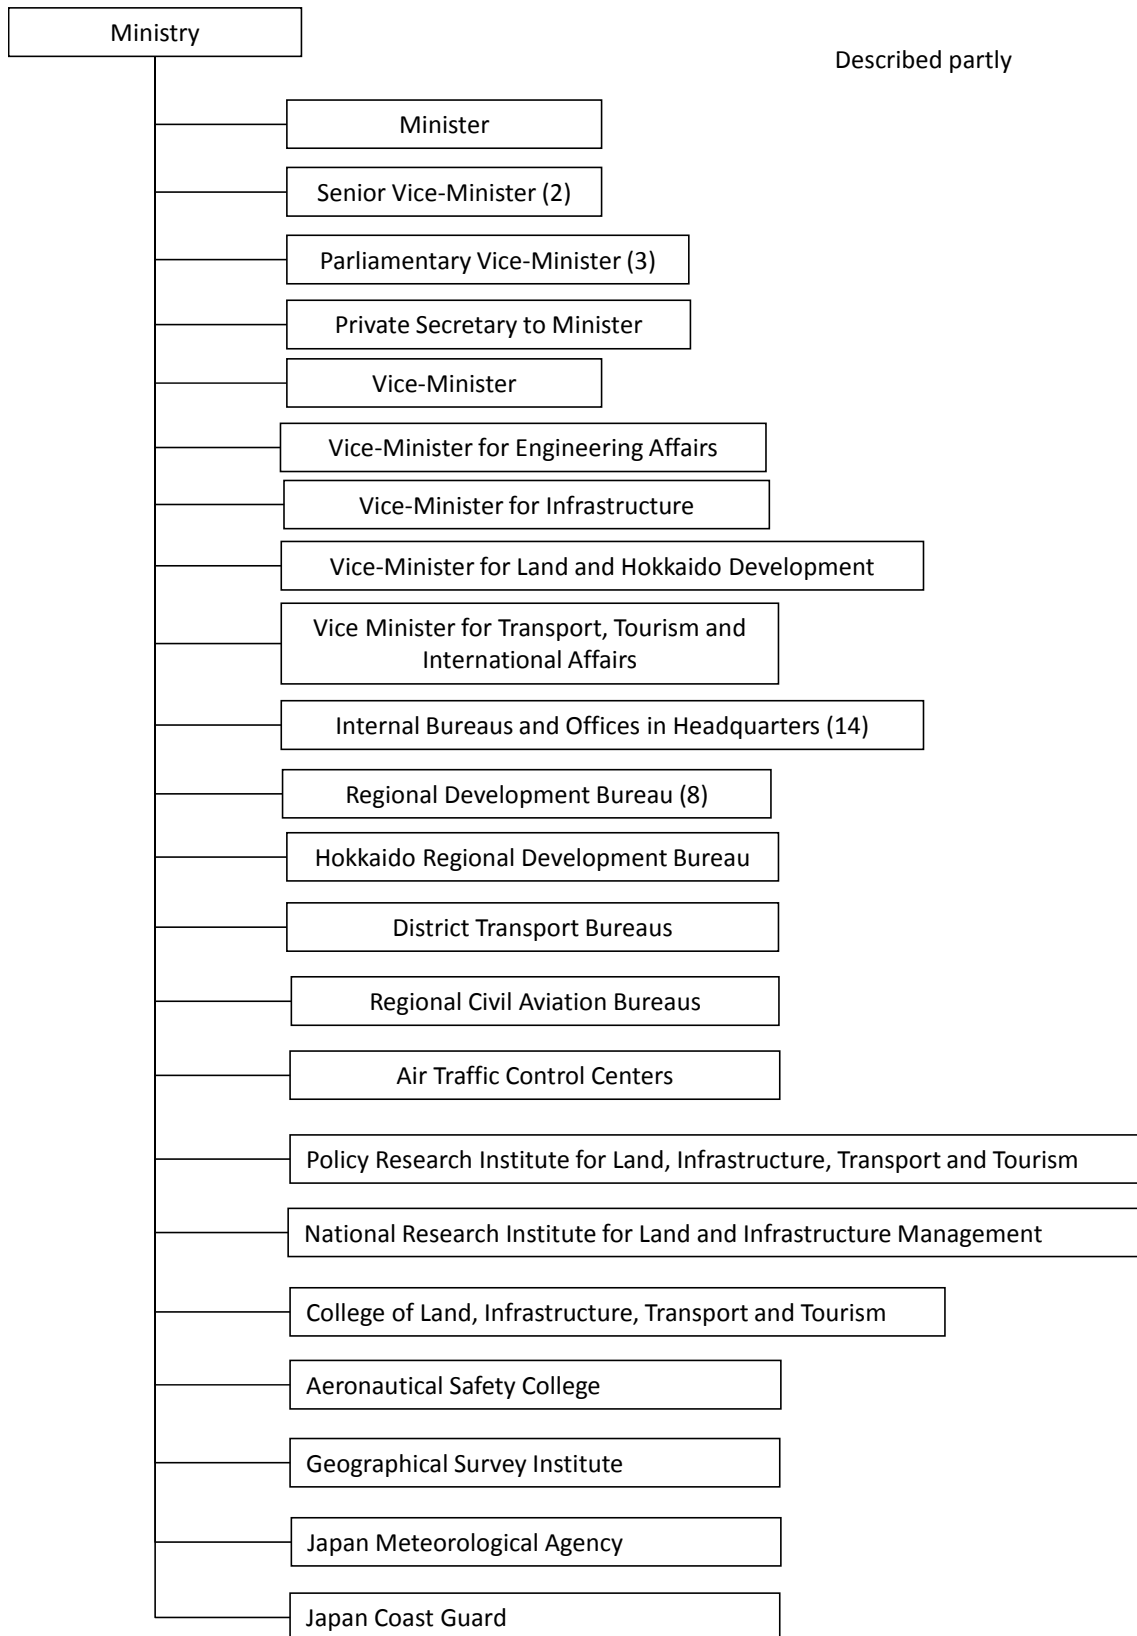 Ministry
Described partly
Minister
Senior Vice-Minister (2)
Parliamentary Vice-Minister (3)
Private Secretary to Minister
Vice-Minister
Vice-Minister for Engineering Affairs
Vice-Minister for Infrastructure
Vice-Minister for Land and Hokkaido Development
Vice Minister for Transport, Tourism and
International Affairs
Internal Bureaus and Offices in Headquarters (14)
Regional Development Bureau (8)
Hokkaido Regional Development Bureau
District Transport Bureaus
Regional Civil Aviation Bureaus
Air Traffic Control Centers
Policy Research Institute for Land, Infrastructure, Transport and Tourism
National Research Institute for Land and Infrastructure Management
College of Land, Infrastructure, Transport and Tourism
Aeronautical Safety College
Geographical Survey Institute
Japan Meteorological Agency
Japan Coast Guard